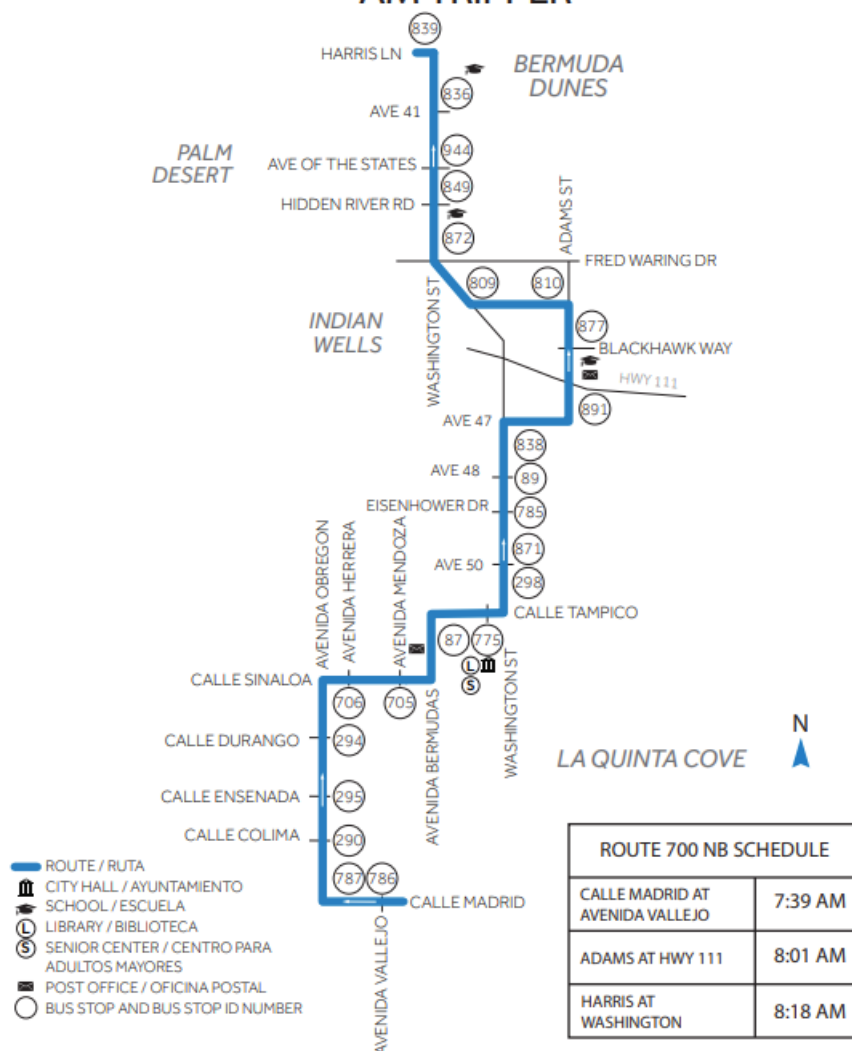 AM TRIPPER
839
HARRIS LN
BERMUDA
DUNES
836
AVE 41
PALM
DESERT
944
AVE OF THE STATES
849
HIDDEN RIVER RD
872
ADAMS ST
FRED WARING DR
809
810
WASHINGTON ST
INDIAN
WELLS
877
BLACKHAWK WAY
HWY 111
891
AVE 47
838
AVE 48
89
EISENHOWER DR
785
871
AVE 50
298
AVENIDA OBREGON
AVENIDA HERRERA
AVENIDA MENDOZA
CALLE TAMPICO
87
775
L
S
CALLE SINALOA
706
705
AVENIDA BERMUDAS
WASHINGTON ST
CALLE DURANGO
294
LA QUINTA COVE
N
CALLE ENSENADA
295
CALLE COLIMA
290
787
786
CALLE MADRID
AVENIDA VALLEJO
ROUTE / RUTA
CITY HALL / AYUNTAMIENTO
SCHOOL / ESCUELA
L LIBRARY / BIBLIOTECA
S SENIOR CENTER / CENTRO PARA
ADULTOS MAYORES
POST OFFICE / OFICINA POSTAL
BUS STOP AND BUS STOP ID NUMBER
ROUTE 700 NB SCHEDULE
CALLE MADRID AT
AVENIDA VALLEJO
7:39 AM
ADAMS AT HWY 111
8:01 AM
HARRIS AT
WASHINGTON
8:18 AM